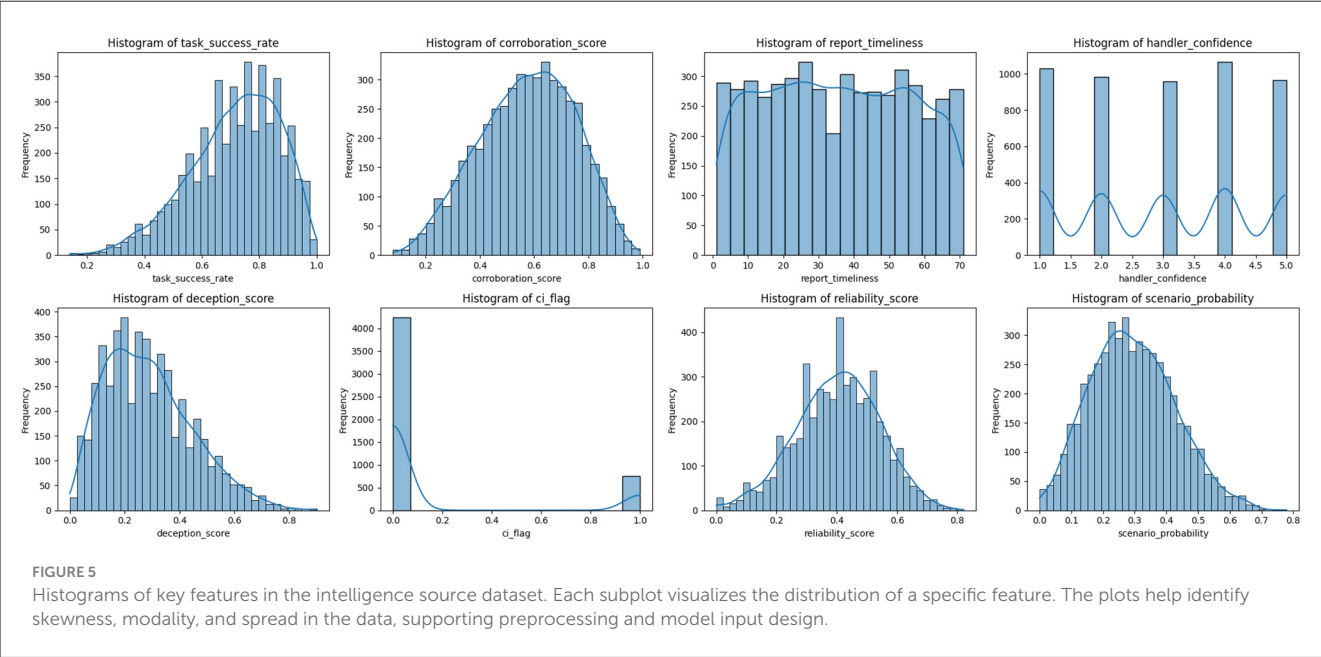 Histogram of task_success_rate
Frequency
350
300
250
200
150
100
50
0
0.2 0.4 0.6 0.8 1.0
task_success_rate
Histogram of corroboration_score
Frequency
300
250
200
150
100
50
0
0.2 0.4 0.6 0.8 1.0
corroboration_score
Histogram of report_timeliness
Frequency
300
250
200
150
100
50
0
0 10 20 30 40 50 60 70
report_timeliness
Histogram of handler_confidence
Frequency
1000
800
600
400
200
0
1.0 1.5 2.0 2.5 3.0 3.5 4.0 4.5 5.0
handler_confidence
Histogram of deception_score
Frequency
400
350
300
250
200
150
100
50
0
0.0 0.2 0.4 0.6 0.8
deception_score
Histogram of ci_flag
Frequency
4000
3500
3000
2500
2000
1500
1000
500
0
0.0 0.2 0.4 0.6 0.8 1.0
ci_flag
Histogram of reliability_score
Frequency
400
300
200
100
0
0.0 0.2 0.4 0.6 0.8
reliability_score
Histogram of scenario_probability
Frequency
300
250
200
150
100
50
0
0.0 0.1 0.2 0.3 0.4 0.5 0.6 0.7 0.8
scenario_probability
FIGURE 5
Histograms of key features in the intelligence source dataset. Each subplot visualizes the distribution of a specific feature. The plots help identify
skewness, modality, and spread in the data, supporting preprocessing and model input design.